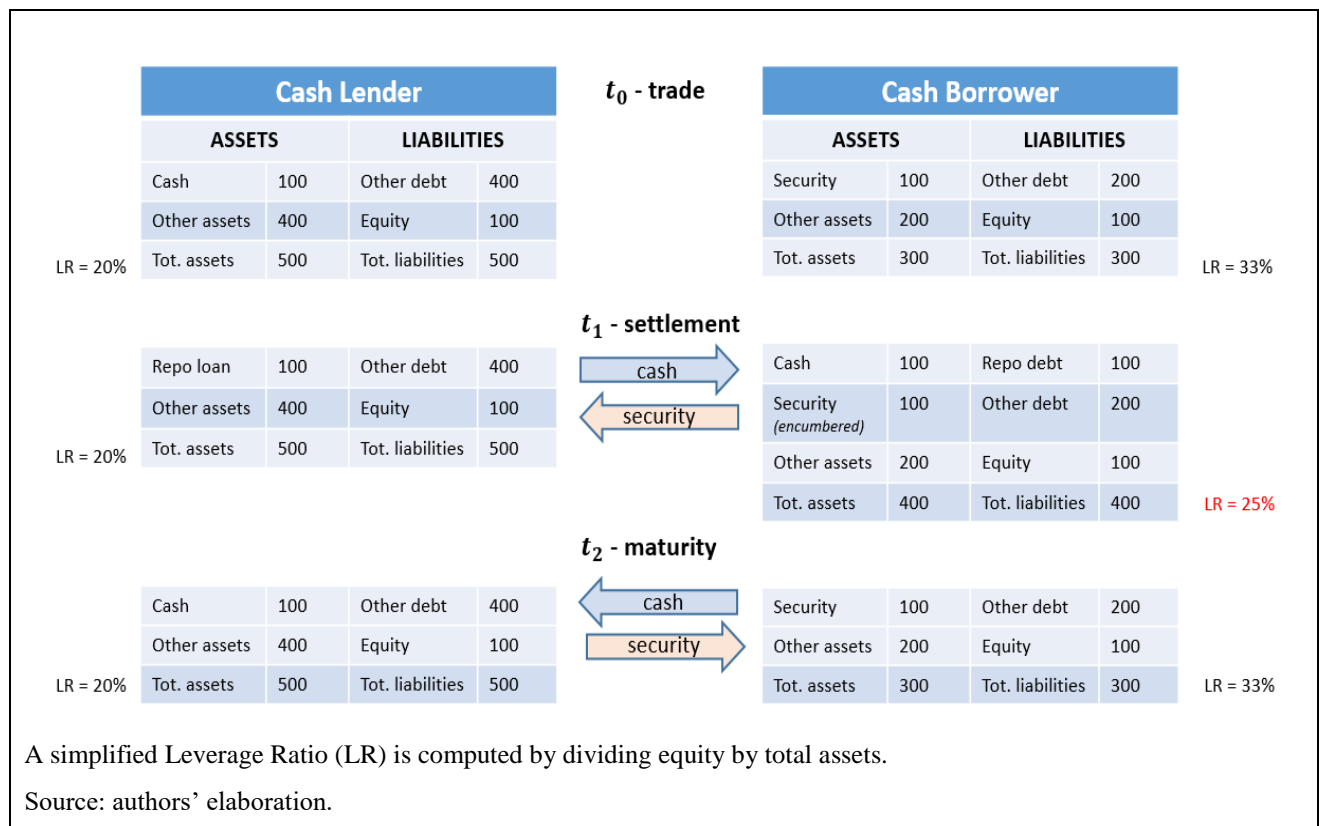 Cash Lender
t0 - trade
Cash Borrower
ASSETS LIABILITIES
ASSETS LIABILITIES
Cash 100 Other debt 400
Security 100 Other debt 200
Other assets 400 Equity 100
Other assets 200 Equity 100
LR = 20% Tot. assets 500 Tot. liabilities 500
Tot. assets 300 Tot. liabilities 300 LR = 33%
t1 - settlement
Repo loan 100 Other debt 400
cash
Cash 100 Repo debt 100
Other assets 400 Equity 100
security
Security 100 Other debt 200
(encumbered)
LR = 20% Tot. assets 500 Tot. liabilities 500
Other assets 200 Equity 100
Tot. assets 400 Tot. liabilities 400 LR = 25%
t2 - maturity
Cash 100 Other debt 400
cash
Security 100 Other debt 200
Other assets 400 Equity 100
security
Other assets 200 Equity 100
LR = 20% Tot. assets 500 Tot. liabilities 500
Tot. assets 300 Tot. liabilities 300 LR = 33%
A simplified Leverage Ratio (LR) is computed by dividing equity by total assets.
Source: authors’ elaboration.